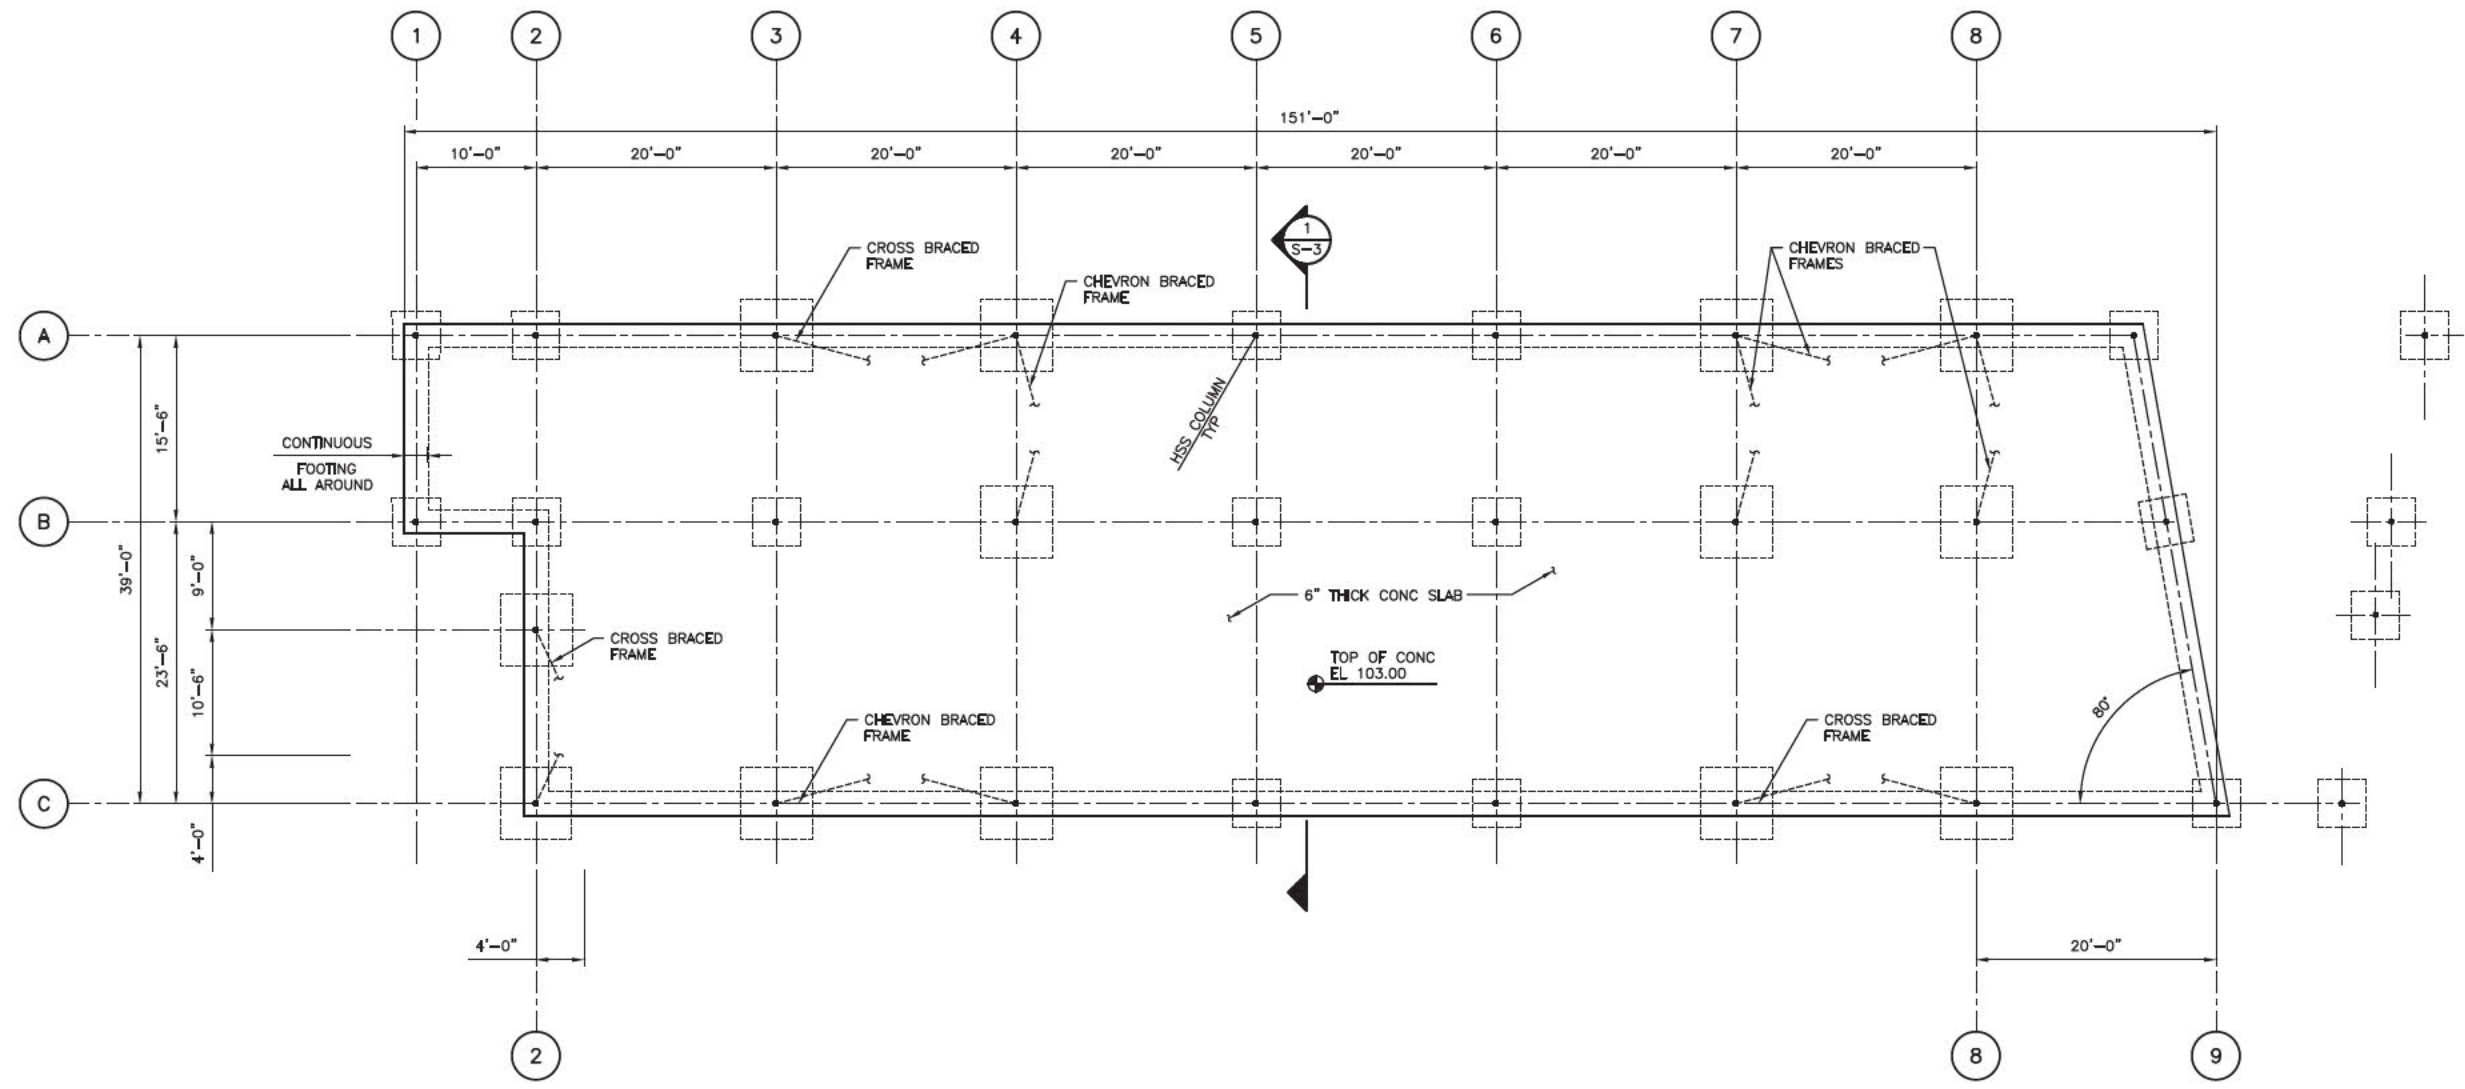 1
2
3
4
5
6
7
8
151'-0"
10'-0"
20'-0"
20'-0"
20'-0"
20'-0"
20'-0"
20'-0"
1
S-3
CROSS BRACED
FRAME
CHEVRON BRACED
FRAME
CHEVRON BRACED
FRAMES
A
15'-6"
HSS COLUMN
TYP
CONTINUOUS
FOOTING
ALL AROUND
B
39'-0"
23'-6"
9'-0"
10'-6"
4'-0"
6" THICK CONC SLAB
CROSS BRACED
FRAME
TOP OF CONC
EL 103.00
80°
CHEVRON BRACED
FRAME
CROSS BRACED
FRAME
C
4'-0"
20'-0"
2
8
9